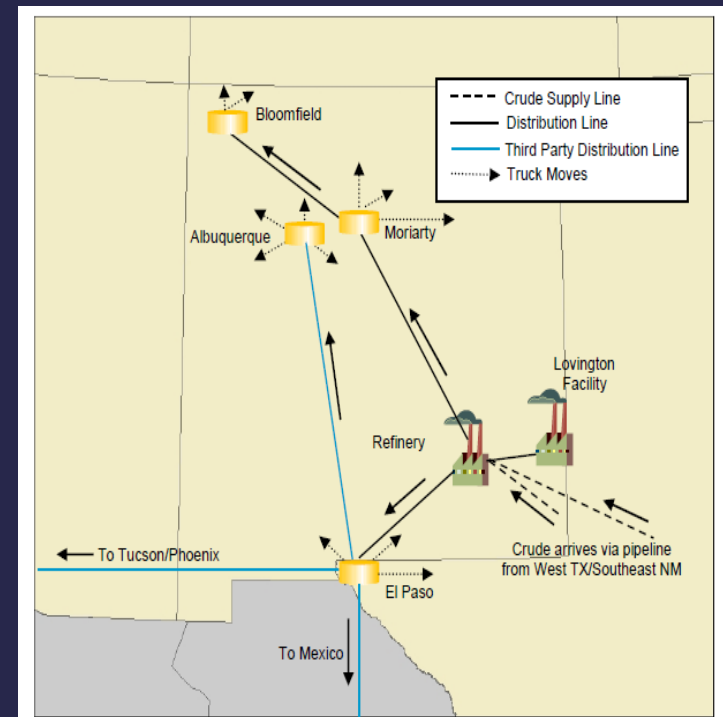 Crude Supply Line
Distribution Line
Third Party Distribution Line
Truck Moves
Bloomfield
Albuquerque
Moriarty
Lovington
Facility
Refinery
Crude arrives via pipeline
from West TX/Southeast NM
To Tucson/Phoenix
El Paso
To Mexico